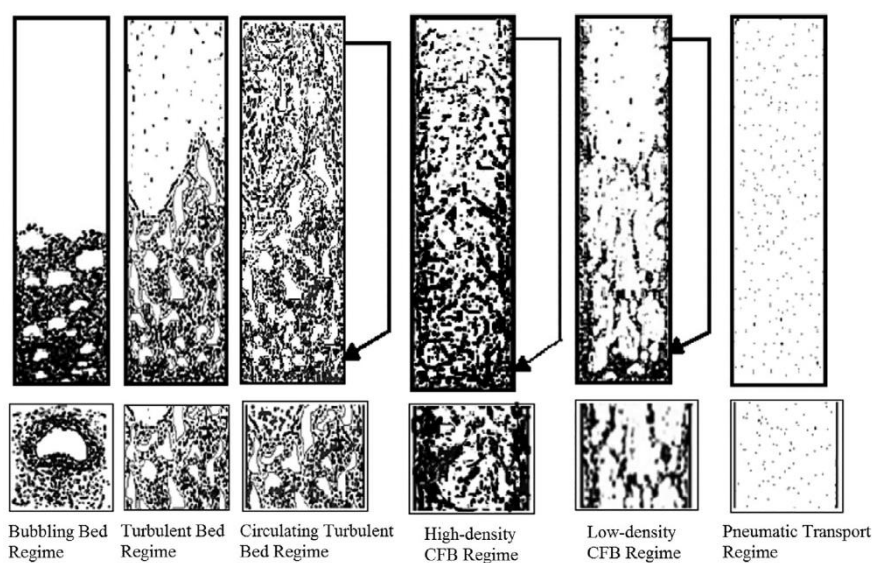 Bubbling Bed
Regime
Turbulent Bed
Regime
Circulating Turbulent
Bed Regime
High-density
CFB Regime
Low-density
CFB Regime
Pneumatic Transport
Regime